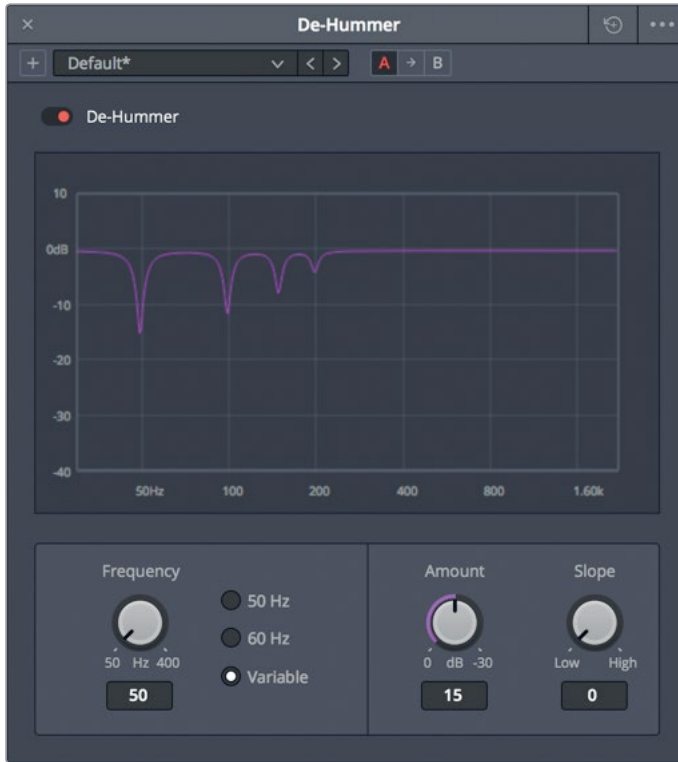 De-Hummer
Default*
A
B
De-Hummer
10
0dB
-10
-20
-30
-40
50Hz 100 200 400 800 1.60k
Frequency
50 Hz 400
50
50 Hz
60 Hz
Variable
Amount
0 dB -30
15
Slope
Low High
0